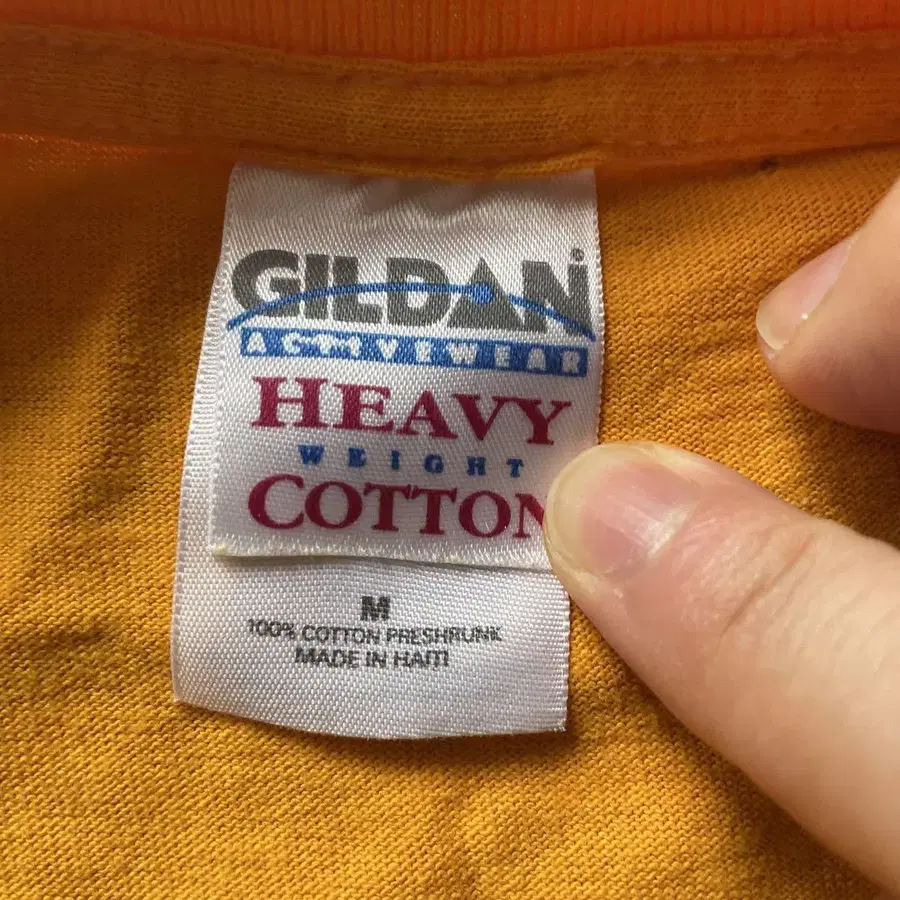 GILDAN®
ACTIVEWEAR
HEAVY
WEIGHT
COTTON
M
100% COTTON PRESHRUNK
MADE IN HAITI